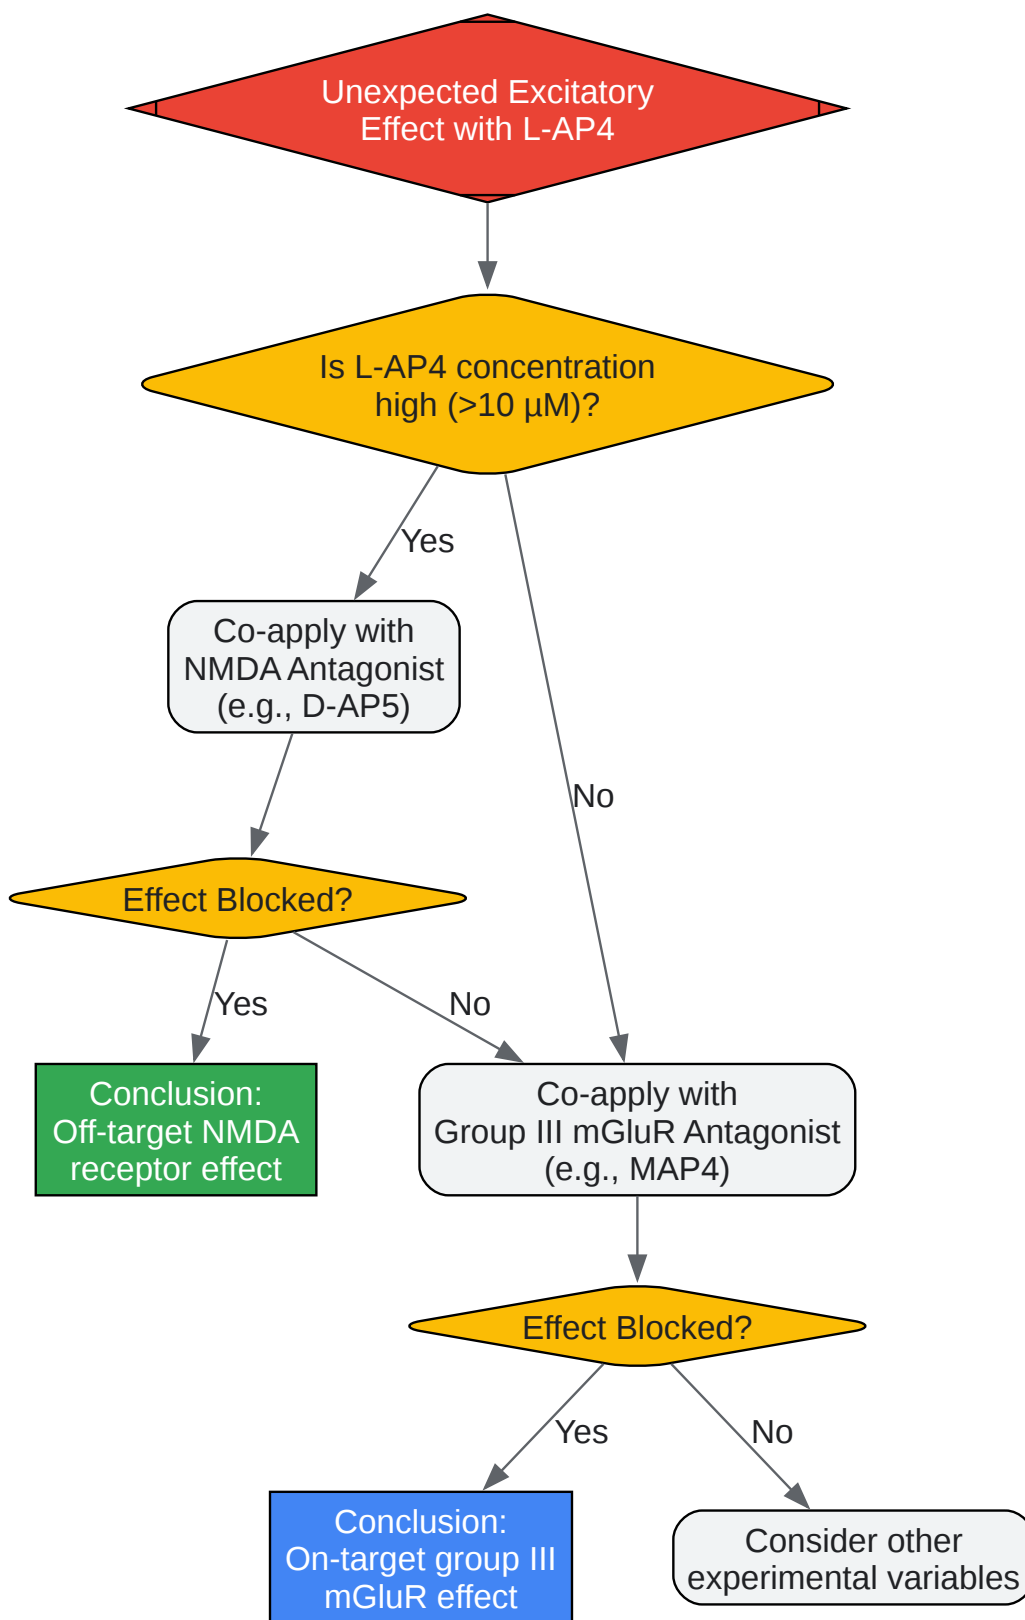 Unexpected Excitatory
Effect with L-AP4
Is L-AP4 concentration
high (>10 µM)?
Yes
Co-apply with
NMDA Antagonist
(e.g., D-AP5)
No
Effect Blocked?
Yes
No
Conclusion:
Off-target NMDA
receptor effect
Co-apply with
Group III mGluR Antagonist
(e.g., MAP4)
Effect Blocked?
Yes
No
Conclusion:
On-target group III
mGluR effect
Consider other
experimental variables